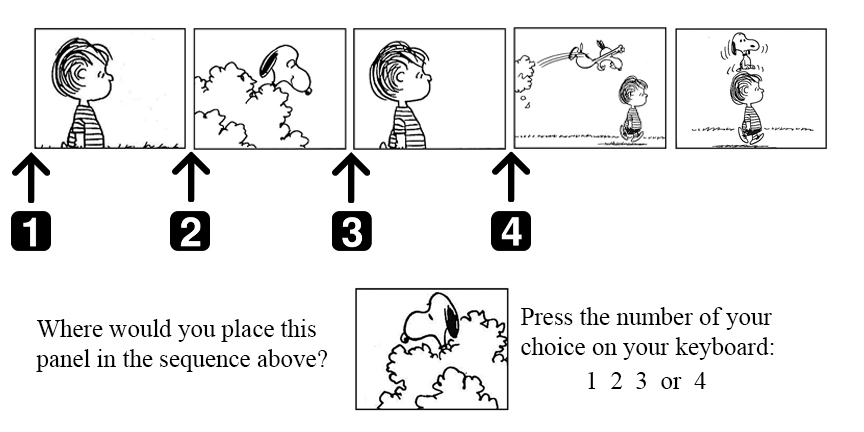 1 2 3 4
Where would you place this
panel in the sequence above?
Press the number of your
choice on your keyboard:
1 2 3 or 4